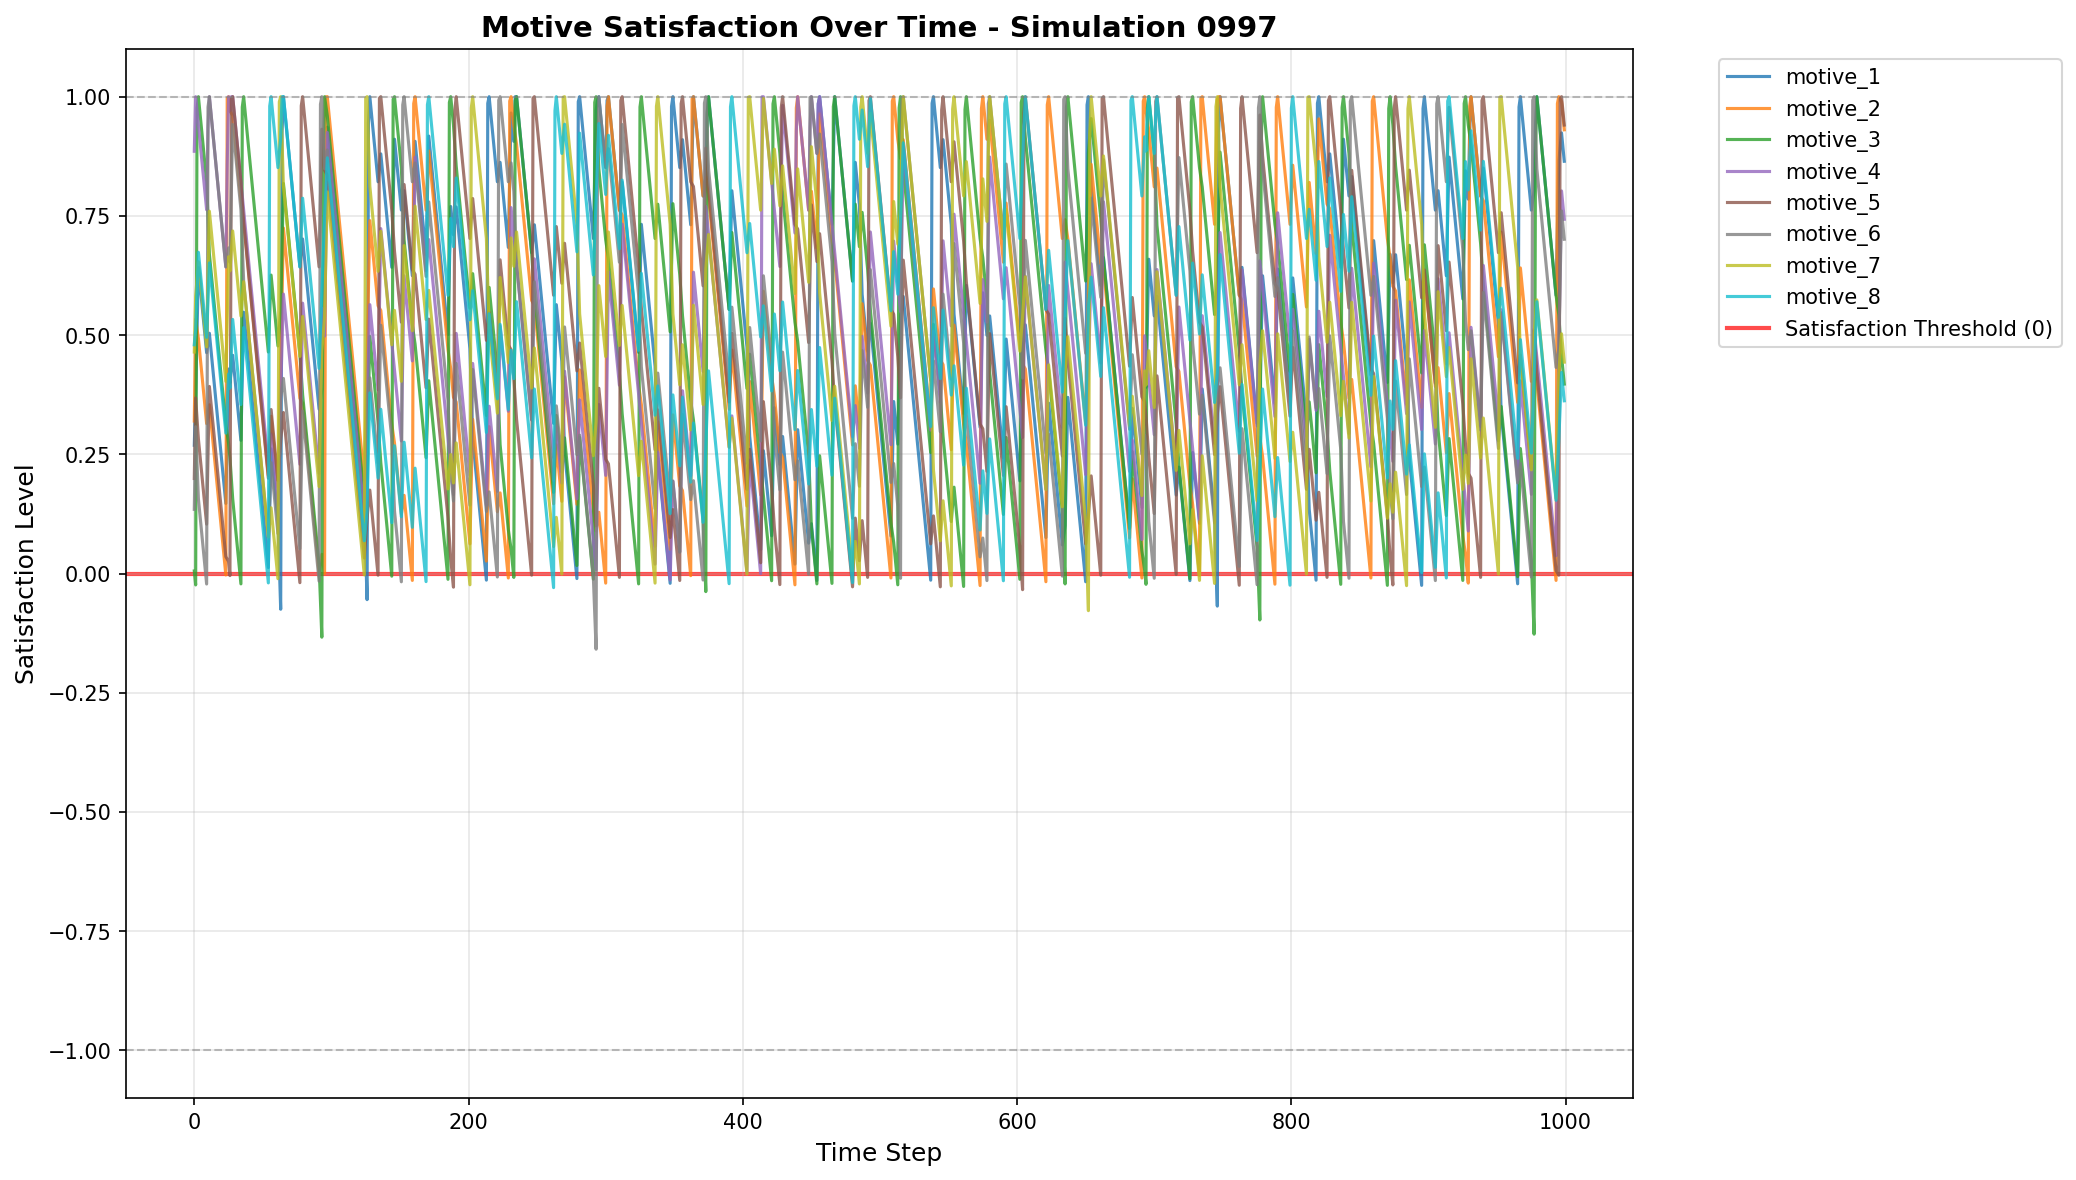 Motive Satisfaction Over Time - Simulation 0997
1.00
0.75
0.50
0.25
0.00
−0.25
−0.50
−0.75
−1.00
Satisfaction Level
0
200
400
600
800
1000
Time Step
motive_1
motive_2
motive_3
motive_4
motive_5
motive_6
motive_7
motive_8
Satisfaction Threshold (0)